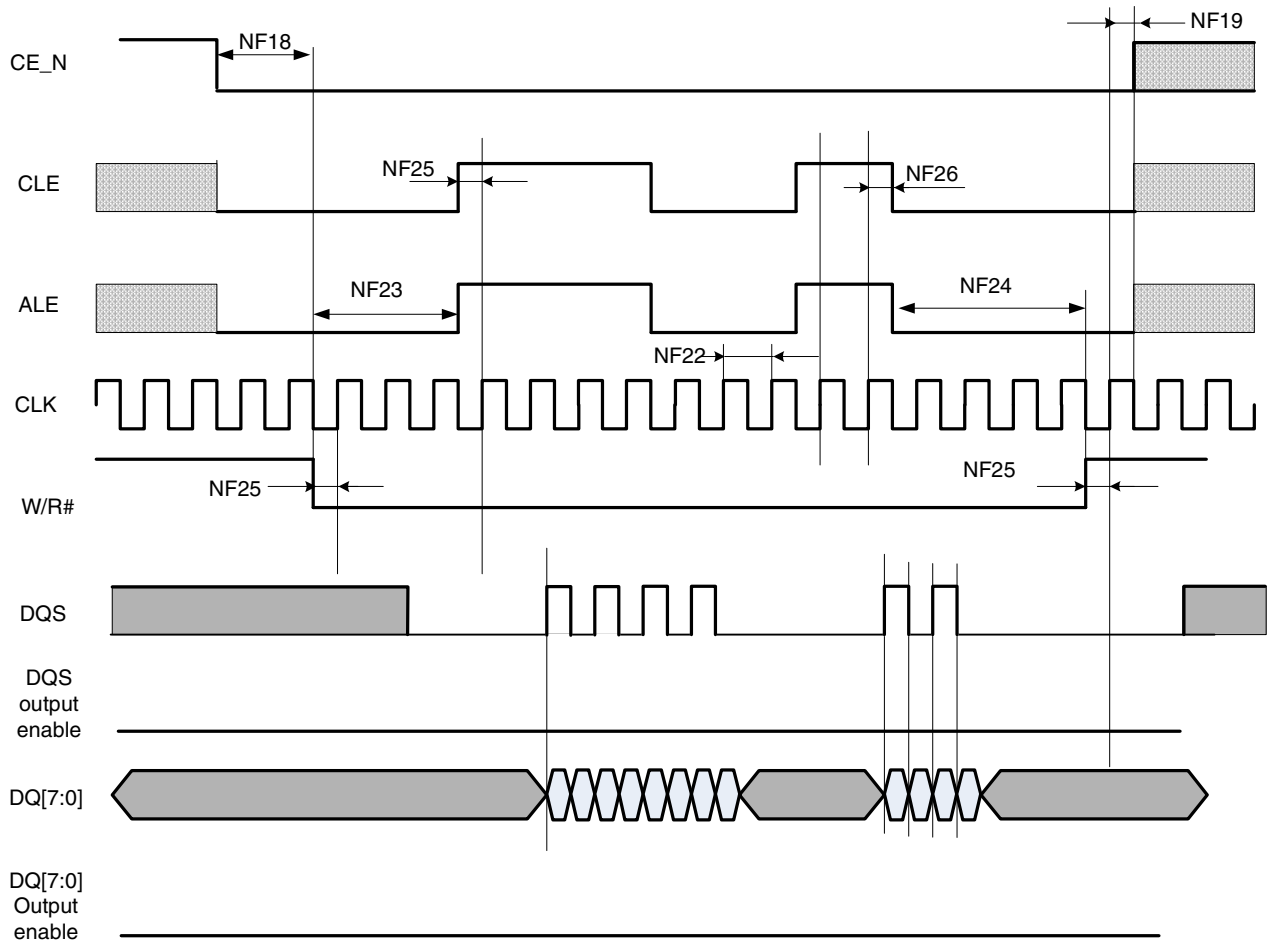 NF19
NF18
CE_N
NF25
NF26
CLE
NF23
NF24
ALE
NF22
CLK
NF25
NF25
W/R#
DQS
DQS
output
enable
DQ[7:0]
DQ[7:0]
Output
enable